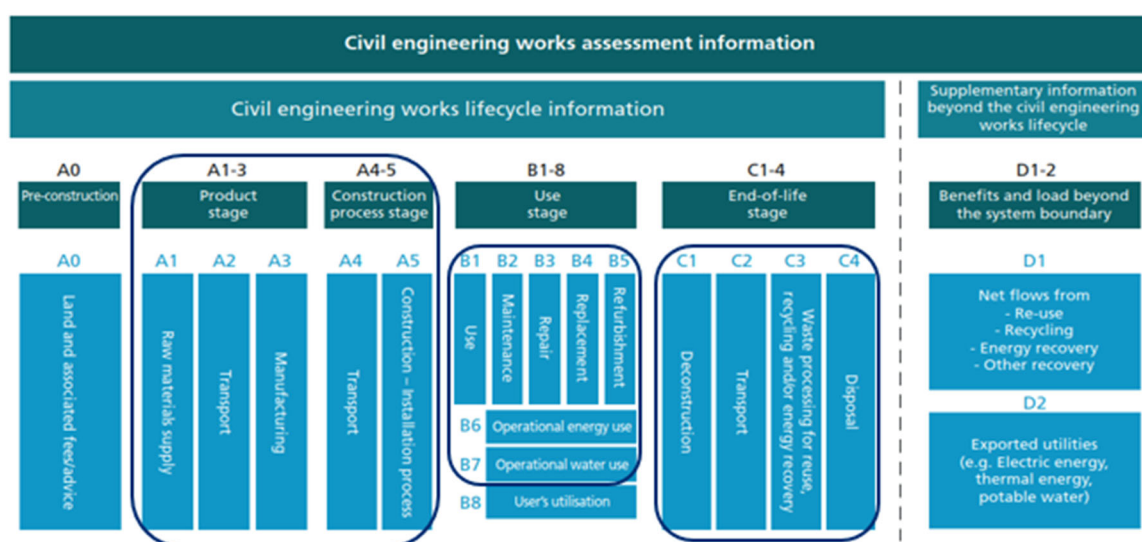 Civil engineering works assessment information
Civil engineering works lifecycle information
Supplementary information
beyond the civil engineering
works lifecycle
A0
A1-3
A4-5
B1-8
C1-4
D1-2
Pre-construction
Product
stage
Construction
process stage
Use
stage
End-of-life
stage
Benefits and load beyond
the system boundary
A0
A1
A2
A3
A4
A5
B1
B2
B3
B4
B5
C1
C2
C3
C4
D1
Land and associated fees/advice
Raw materials supply
Transport
Manufacturing
Transport
Construction – Installation process
Use
Maintenance
Repair
Replacement
Refurbishment
B6
Operational energy use
B7
Operational water use
B8
User's utilisation
Deconstruction
Transport
Waste processing for reuse,
recycling and/or energy recovery
Disposal
Net flows from
- Re-use
- Recycling
- Energy recovery
- Other recovery
D2
Exported utilities
(e.g. Electric energy,
thermal energy,
potable water)